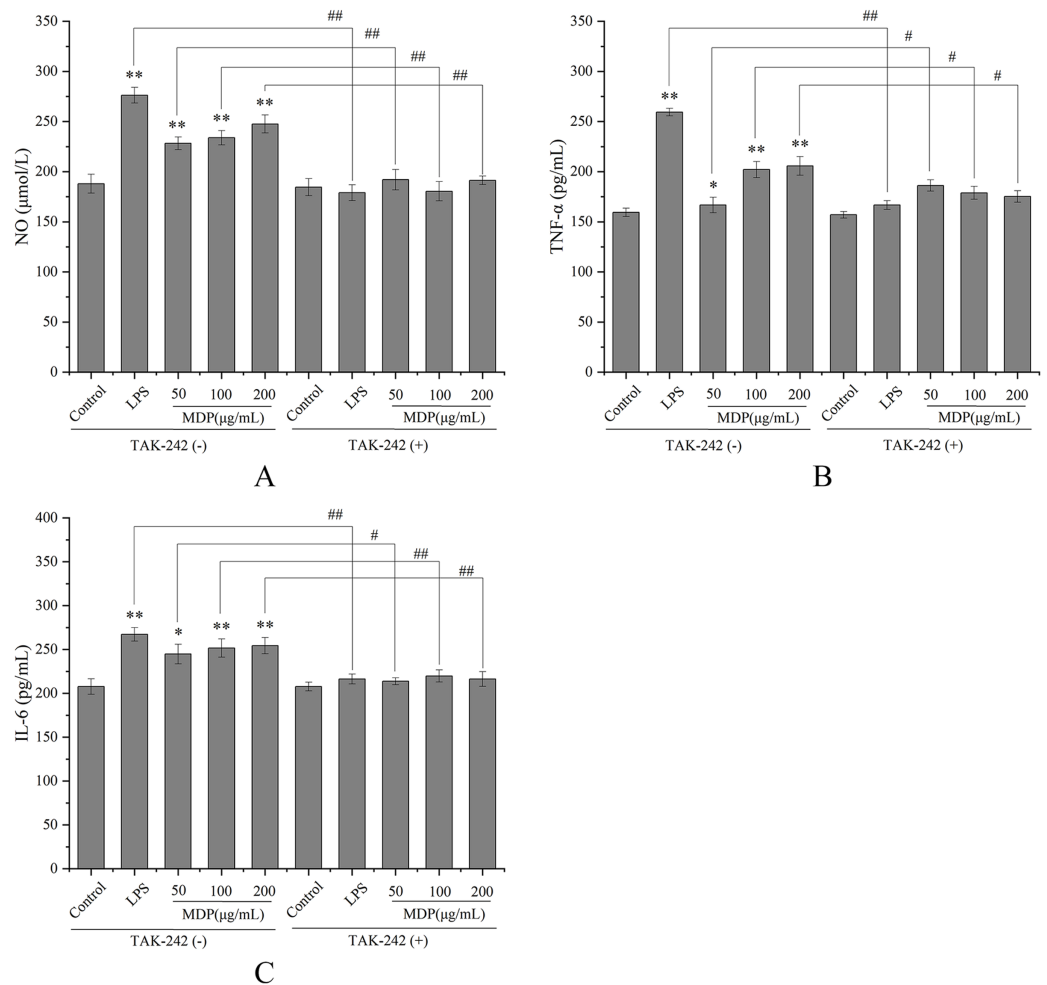 350
300
250
200
150
100
50
0
NO (μmol/L)
** ** ** **
## ## ## ##
Control LPS 50 100 200 Control LPS 50 100 200
MDP(μg/mL) MDP(μg/mL)
TAK-242 (-) TAK-242 (+)
A
350
300
250
200
150
100
50
0
TNF-α (pg/mL)
** * ** **
## # # #
Control LPS 50 100 200 Control LPS 50 100 200
MDP(μg/mL) MDP(μg/mL)
TAK-242 (-) TAK-242 (+)
B
400
350
300
250
200
150
100
50
0
IL-6 (pg/mL)
** * ** **
## # ## ##
Control LPS 50 100 200 Control LPS 50 100 200
MDP(μg/mL) MDP(μg/mL)
TAK-242 (-) TAK-242 (+)
C